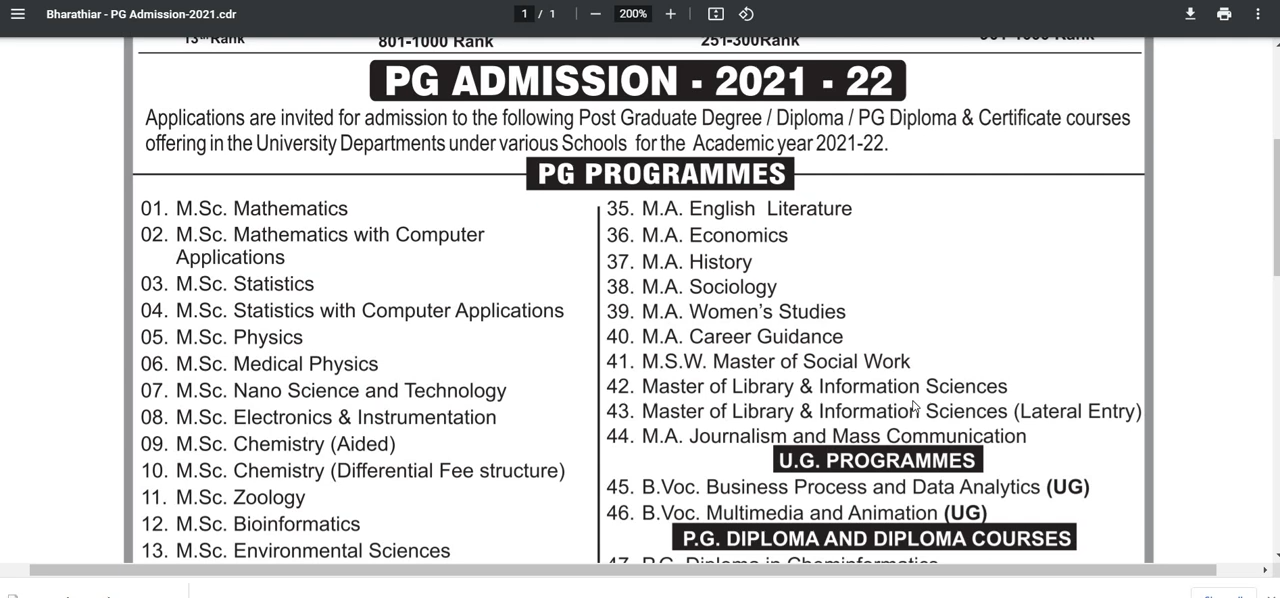 Bharathiar - PG Admission-2021.cdr
1 / 1
200%
13th Rank
801-1000 Rank
251-300Rank
PG ADMISSION - 2021 - 22
Applications are invited for admission to the following Post Graduate Degree / Diploma / PG Diploma & Certificate courses
offering in the University Departments under various Schools for the Academic year 2021-22.
PG PROGRAMMES
01. M.Sc. Mathematics
02. M.Sc. Mathematics with Computer
Applications
03. M.Sc. Statistics
04. M.Sc. Statistics with Computer Applications
05. M.Sc. Physics
06. M.Sc. Medical Physics
07. M.Sc. Nano Science and Technology
08. M.Sc. Electronics & Instrumentation
09. M.Sc. Chemistry (Aided)
10. M.Sc. Chemistry (Differential Fee structure)
11. M.Sc. Zoology
12. M.Sc. Bioinformatics
13. M.Sc. Environmental Sciences
35. M.A. English Literature
36. M.A. Economics
37. M.A. History
38. M.A. Sociology
39. M.A. Women's Studies
40. M.A. Career Guidance
41. M.S.W. Master of Social Work
42. Master of Library & Information Sciences
43. Master of Library & Information Sciences (Lateral Entry)
44. M.A. Journalism and Mass Communication
U.G. PROGRAMMES
45. B.Voc. Business Process and Data Analytics (UG)
46. B.Voc. Multimedia and Animation (UG)
P.G. DIPLOMA AND DIPLOMA COURSES
47. P.G. Diploma in Cheminformatics